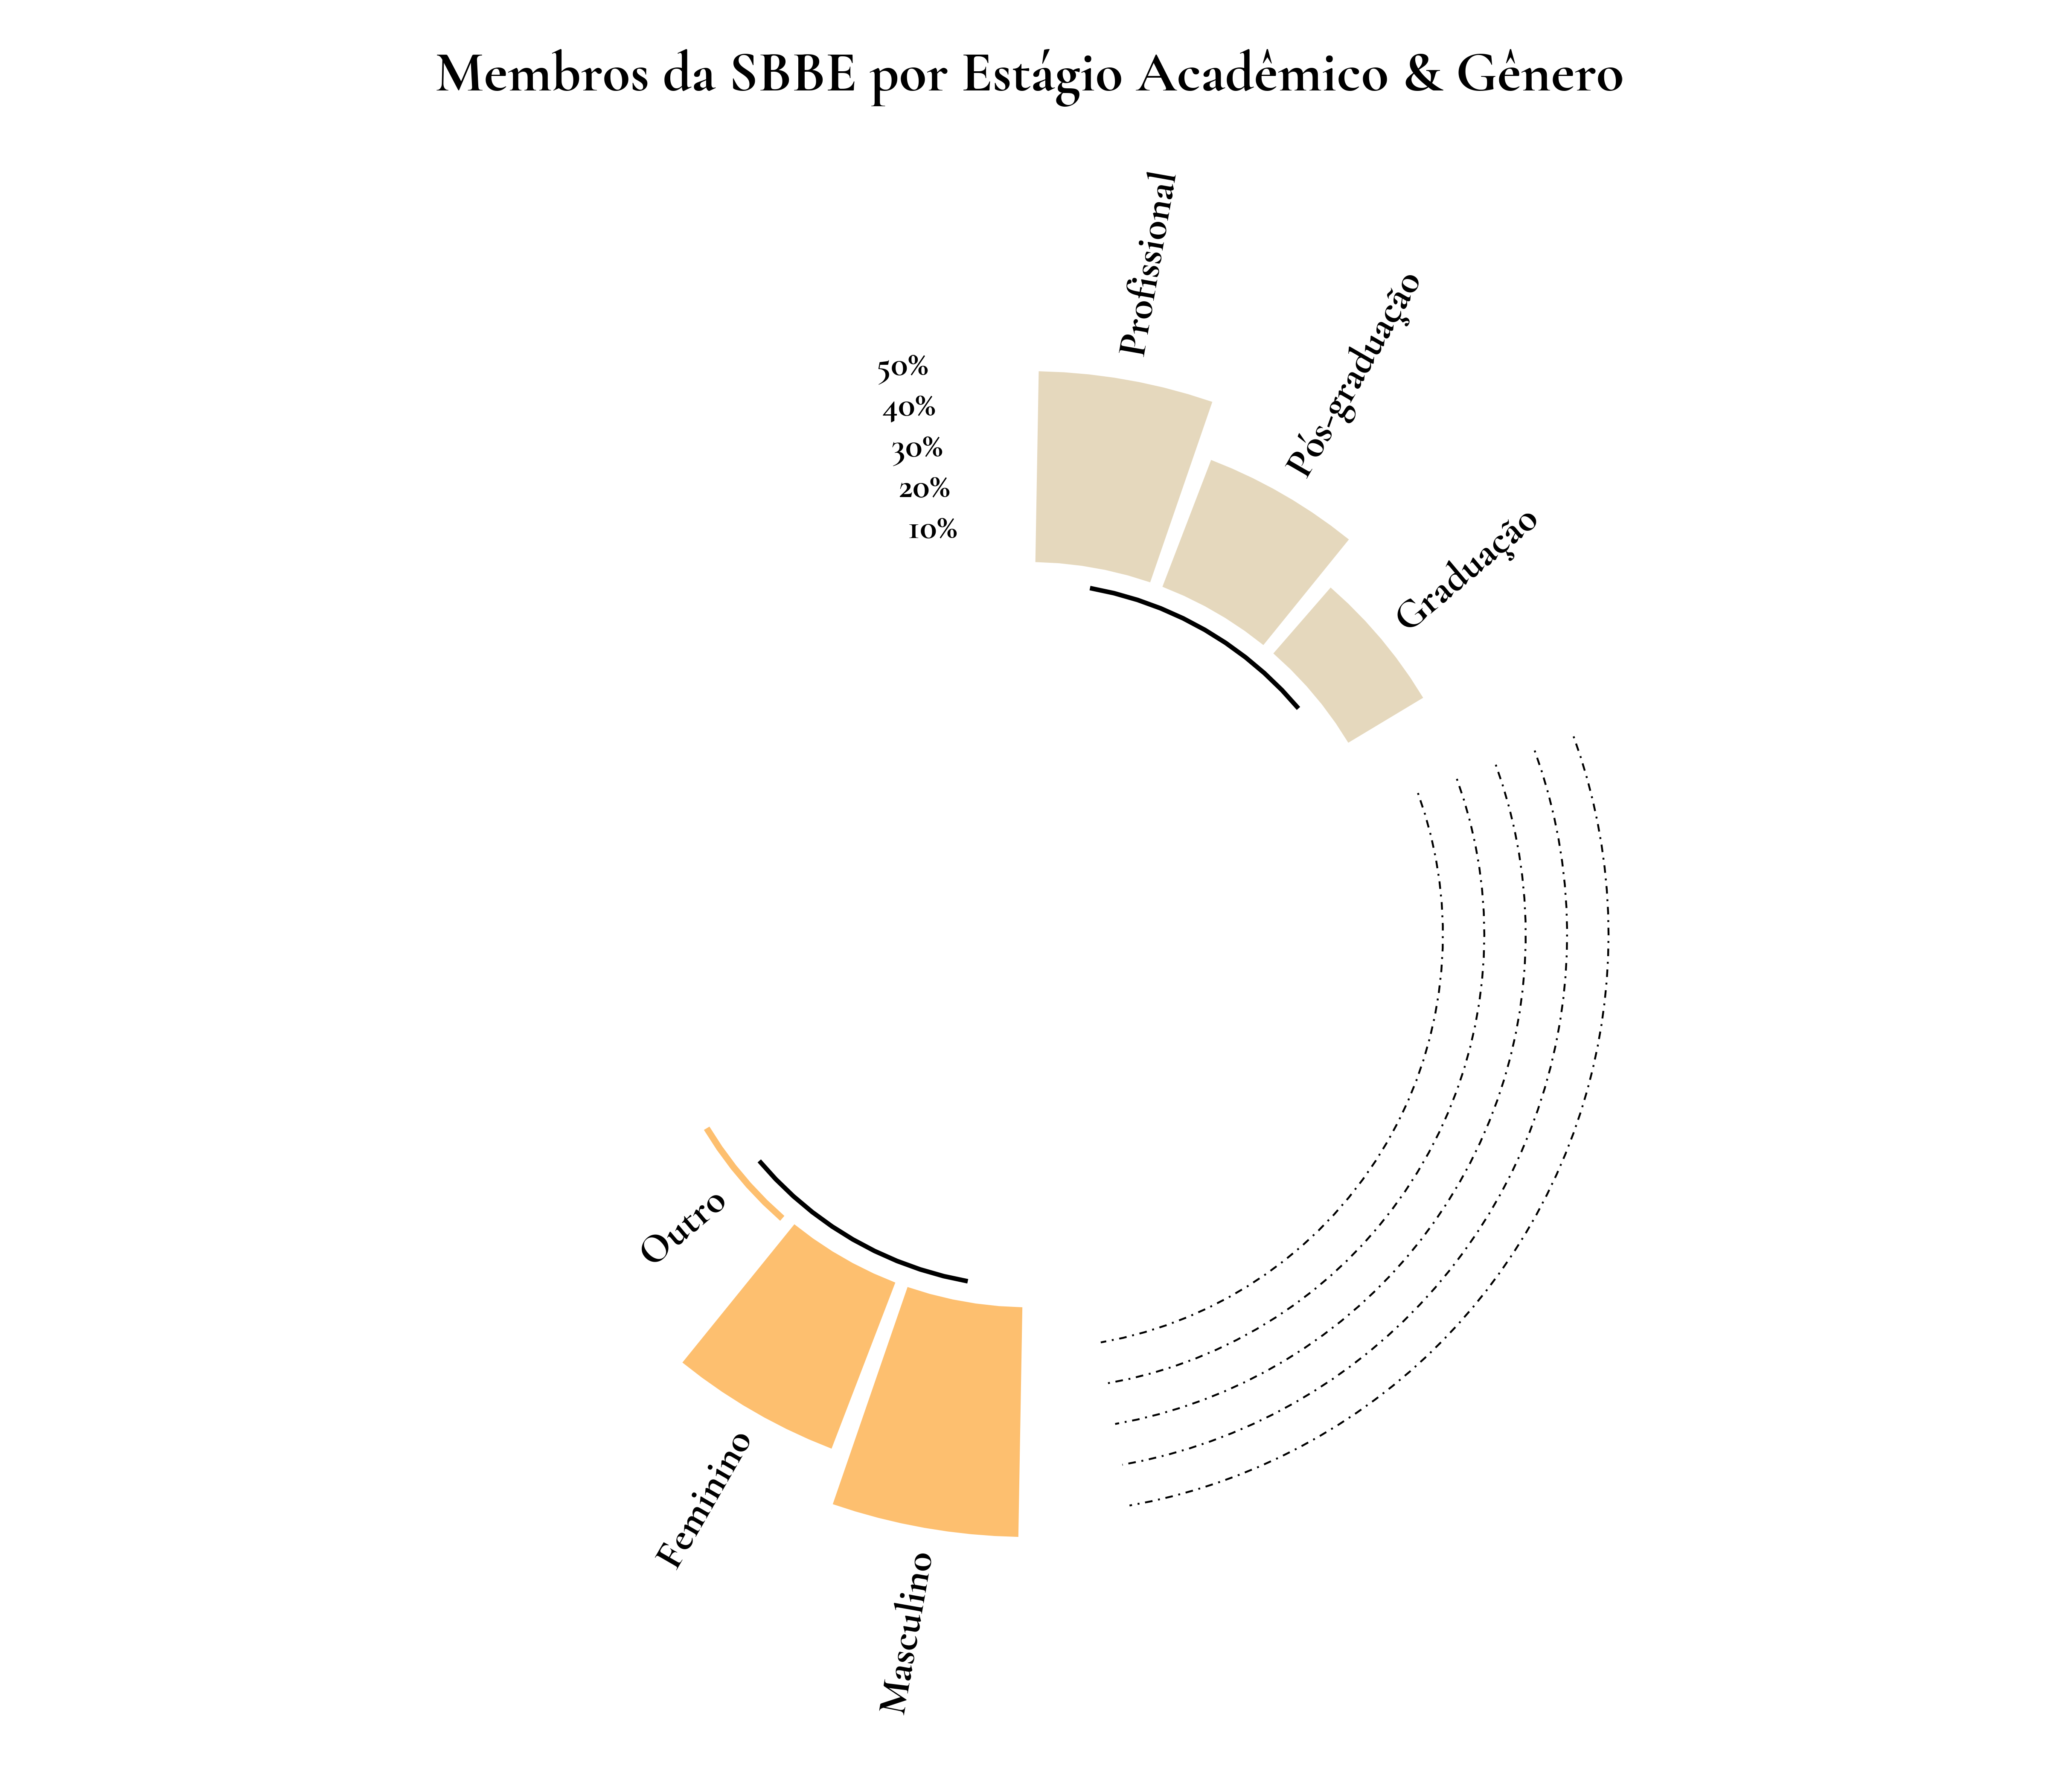 Membros da SBBE por Estágio Acadêmico & Gênero
Profissional
Pós-graduação
Graduação
50%
40%
30%
20%
10%
Outro
Feminino
Masculino